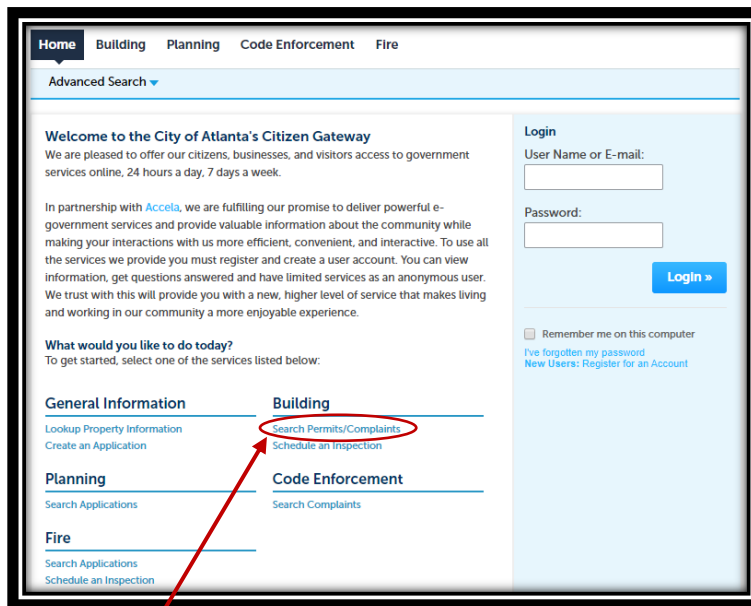 Home Building Planning Code Enforcement Fire
Advanced Search
Welcome to the City of Atlanta's Citizen Gateway
We are pleased to offer our citizens, businesses, and visitors access to government
services online, 24 hours a day, 7 days a week.
In partnership with Accela, we are fulfilling our promise to deliver powerful e-
government services and provide valuable information about the community while
making your interactions with us more efficient, convenient, and interactive. To use all
the services we provide you must register and create a user account. You can view
information, get questions answered and have limited services as an anonymous user.
We trust with this will provide you with a new, higher level of service that makes living
and working in our community a more enjoyable experience.
What would you like to do today?
To get started, select one of the services listed below:
General Information
Lookup Property Information
Create an Application
Building
Search Permits/Complaints
Schedule an Inspection
Planning
Search Applications
Code Enforcement
Search Complaints
Fire
Search Applications
Schedule an Inspection
Login
User Name or E-mail:
Password:
Login »
Remember me on this computer
I've forgotten my password
New Users: Register for an Account